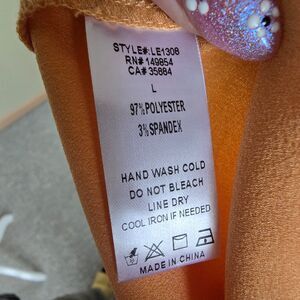 STYLE#:LE1308
RN# 149854
CA# 35884
L
97%POLYESTER
3%SPANDEX
HAND WASH COLD
DO NOT BLEACH
LINE DRY
COOL IRON IF NEEDED
MADE IN CHINA